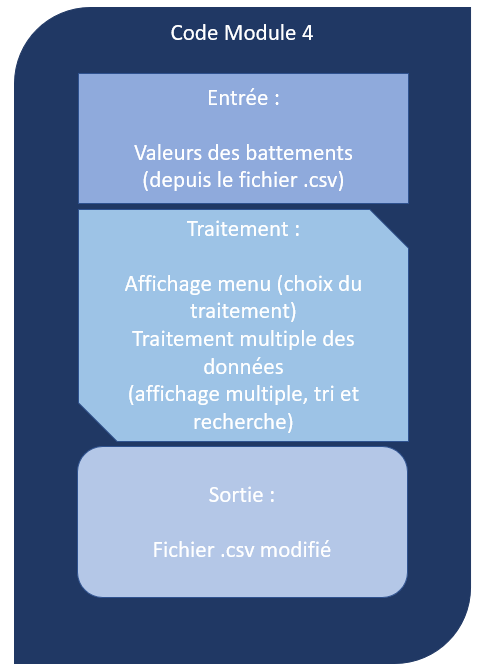 Code Module 4
Entrée :
Valeurs des battements
(depuis le fichier .csv)
Traitement :
Affichage menu (choix du
traitement)
Traitement multiple des
données
(affichage multiple, tri et
recherche)
Sortie :
Fichier .csv modifié